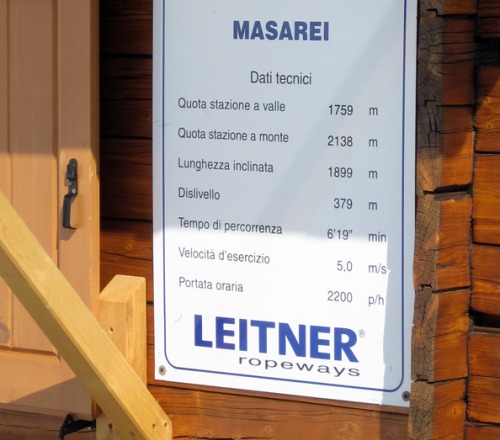 MASAREI
Dati tecnici
Quota stazione a valle 1759 m
Quota stazione a monte 2138 m
Lunghezza inclinata 1899 m
Dislivello 379 m
Tempo di percorrenza 6'19" min
Velocità d'esercizio 5,0 m/s
Portata oraria 2200 p/h
LEITNER®
ropeways